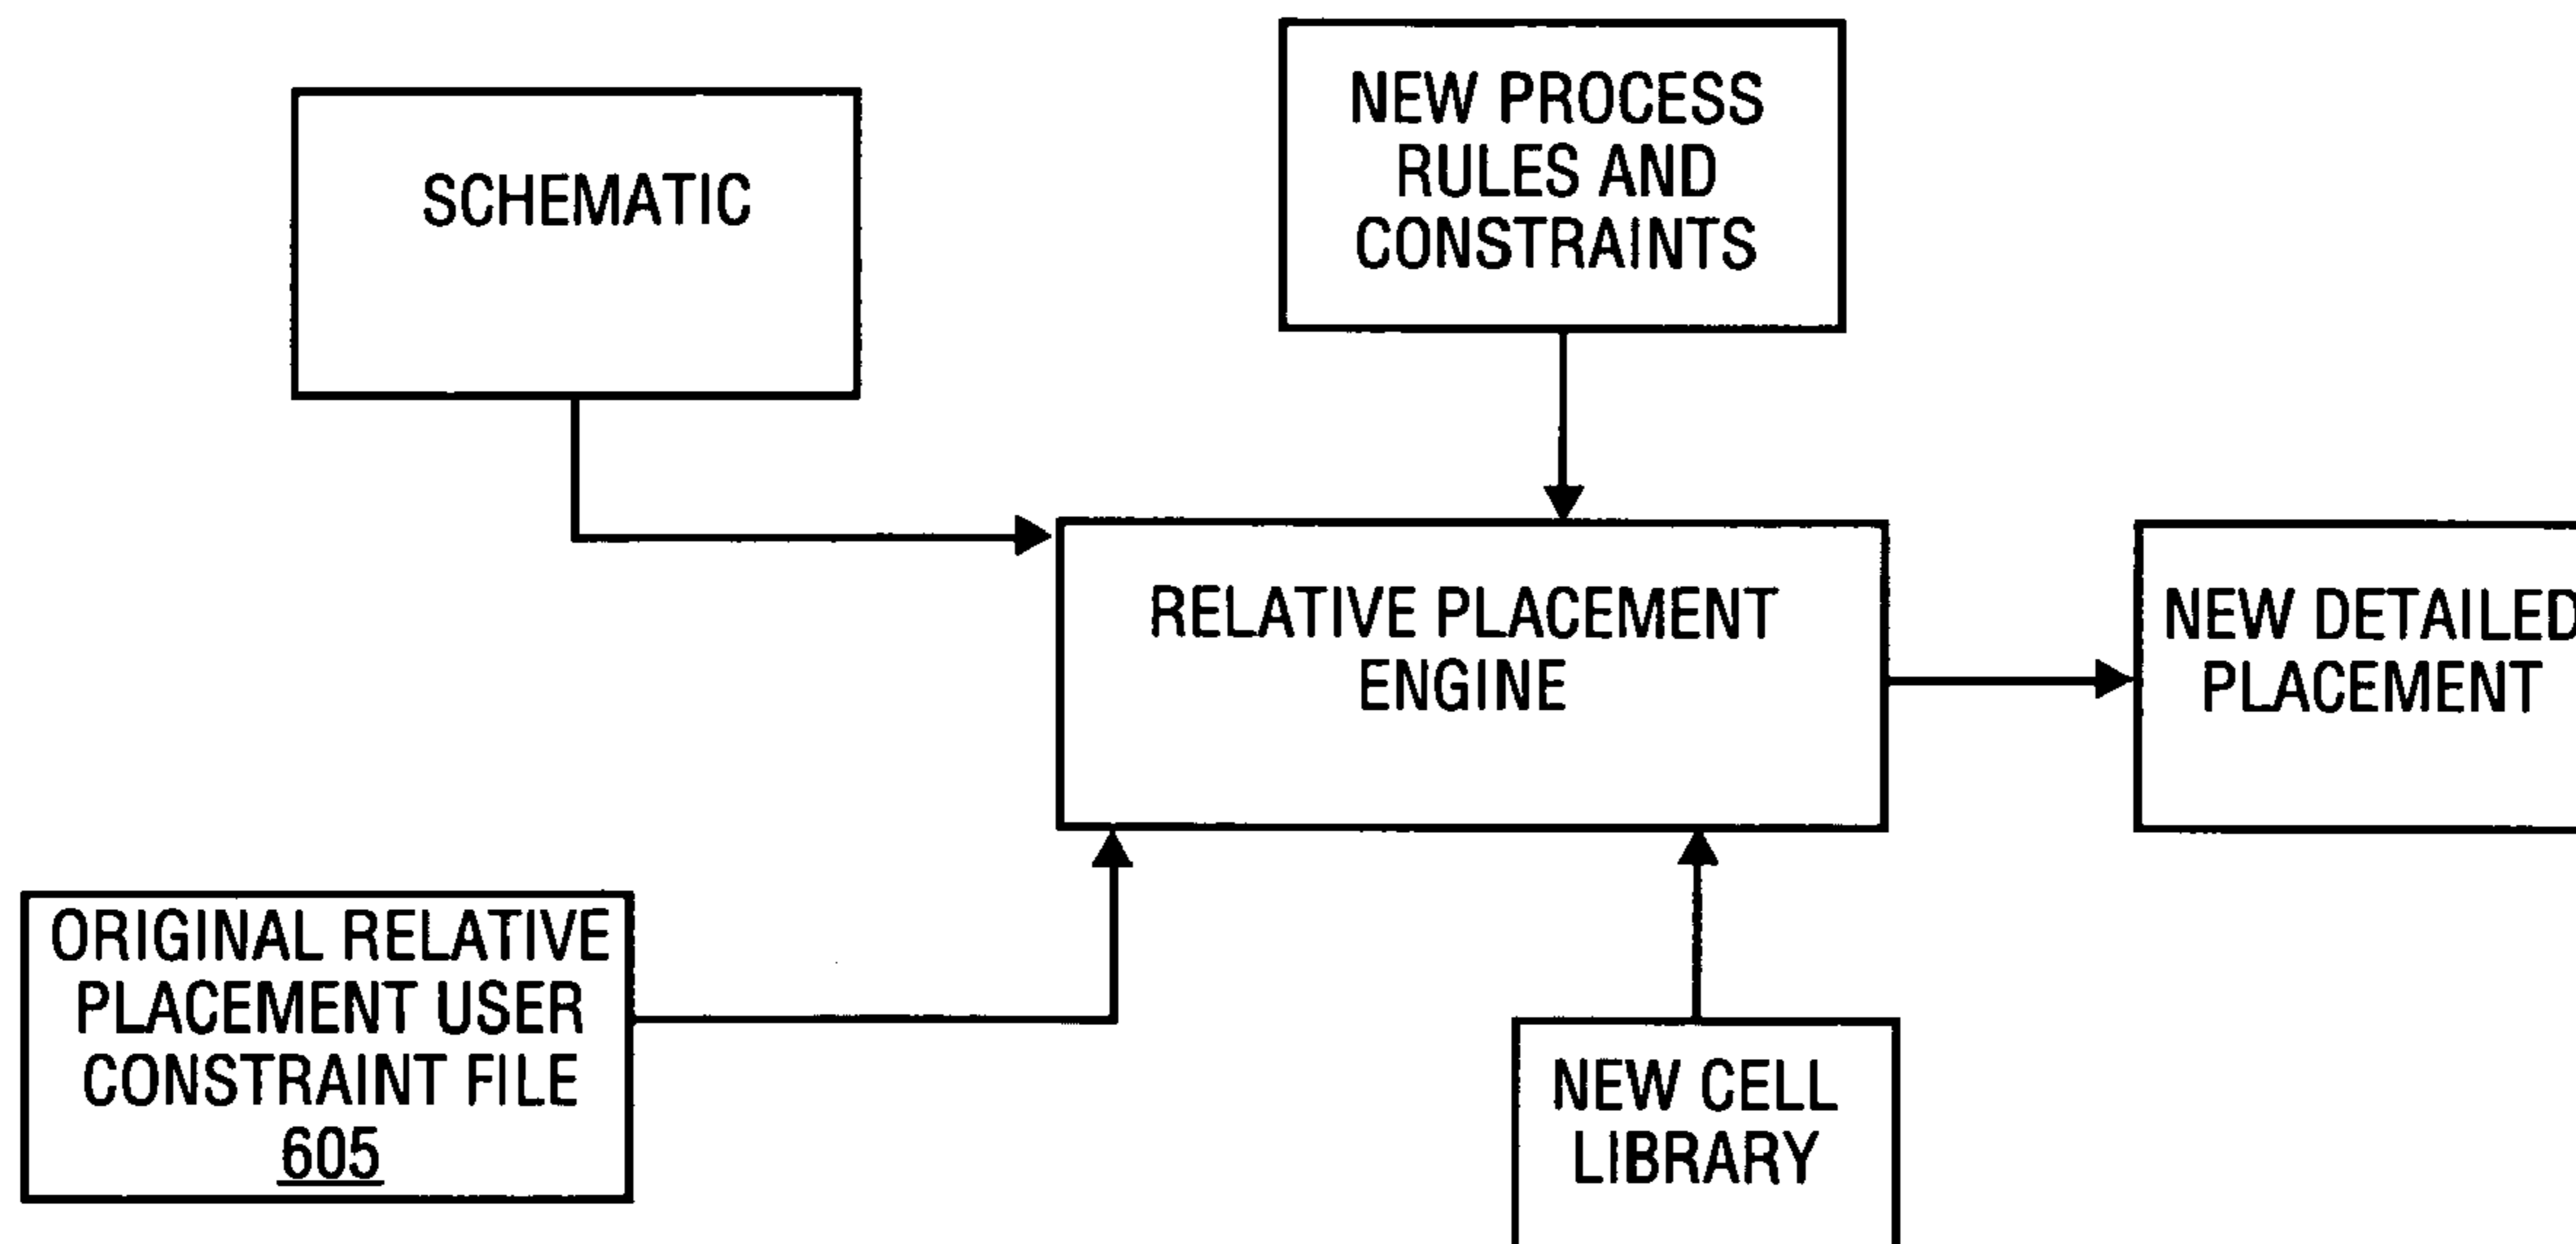 NEW PROCESS
RULES AND
CONSTRAINTS
SCHEMATIC
RELATIVE PLACEMENT
ENGINE
NEW DETAILED
PLACEMENT
ORIGINAL RELATIVE
PLACEMENT USER
CONSTRAINT FILE
605
NEW CELL
LIBRARY